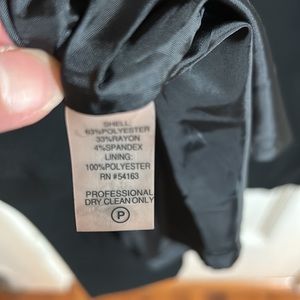 SHELL:
63%POLYESTER
33%RAYON
4%SPANDEX
LINING:
100%POLYESTER
RN #54163
PROFESSIONAL
DRY CLEAN ONLY
P